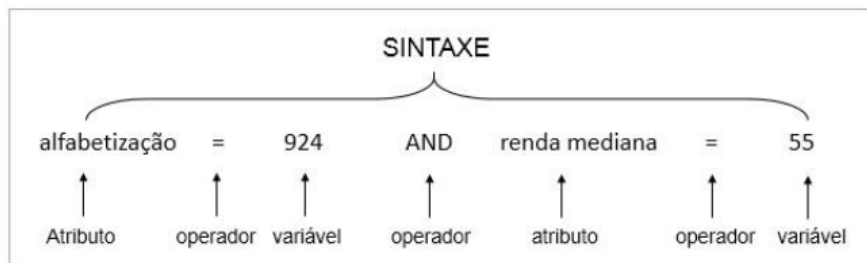 SINTAXE
alfabetização = 924 AND renda mediana = 55
Atributo operador variável operador atributo operador variável